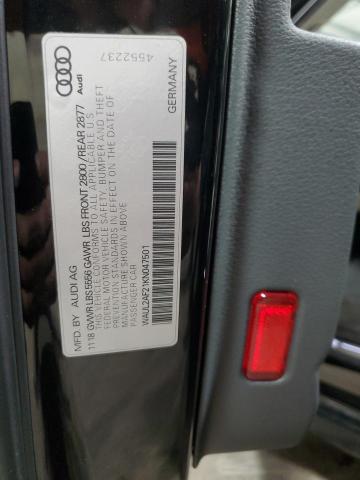 Audi
4552237
GERMANY
MFD. BY AUDI AG
1118 GVWR LBS 5556 GAWR LBS FRONT 2800 / REAR 2877
THIS VEHICLE CONFORMS TO ALL APPLICABLE U.S.
FEDERAL MOTOR VEHICLE SAFETY, BUMPER AND THEFT
PREVENTION STANDARDS IN EFFECT ON THE DATE OF
MANUFACTURE SHOWN ABOVE
PASSENGER CAR
WAUL2AF21KN047501